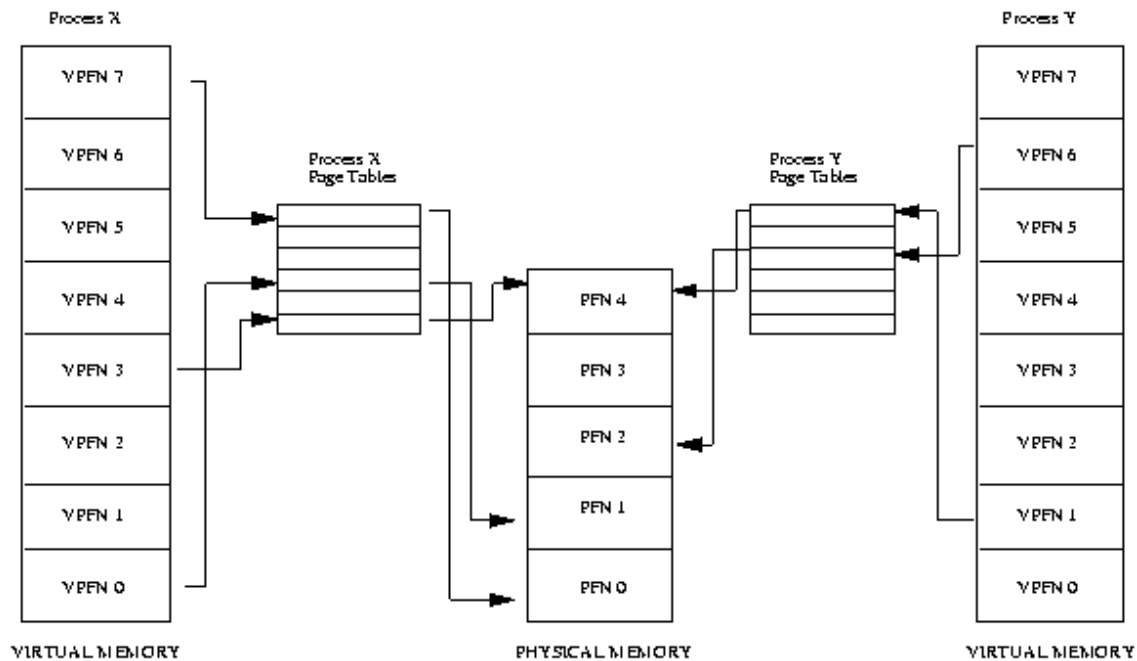 Process X
Process Y
VPFN 7
VPFN 6
VPFN 5
VPFN 4
VPFN 3
VPFN 2
VPFN 1
VPFN 0
VIRTUAL MEMORY
Process X
Page Tables
PFN 4
PFN 3
PFN 2
PFN 1
PFN 0
PHYSICAL MEMORY
Process Y
Page Tables
VPFN 7
VPFN 6
VPFN 5
VPFN 4
VPFN 3
VPFN 2
VPFN 1
VPFN 0
VIRTUAL MEMORY